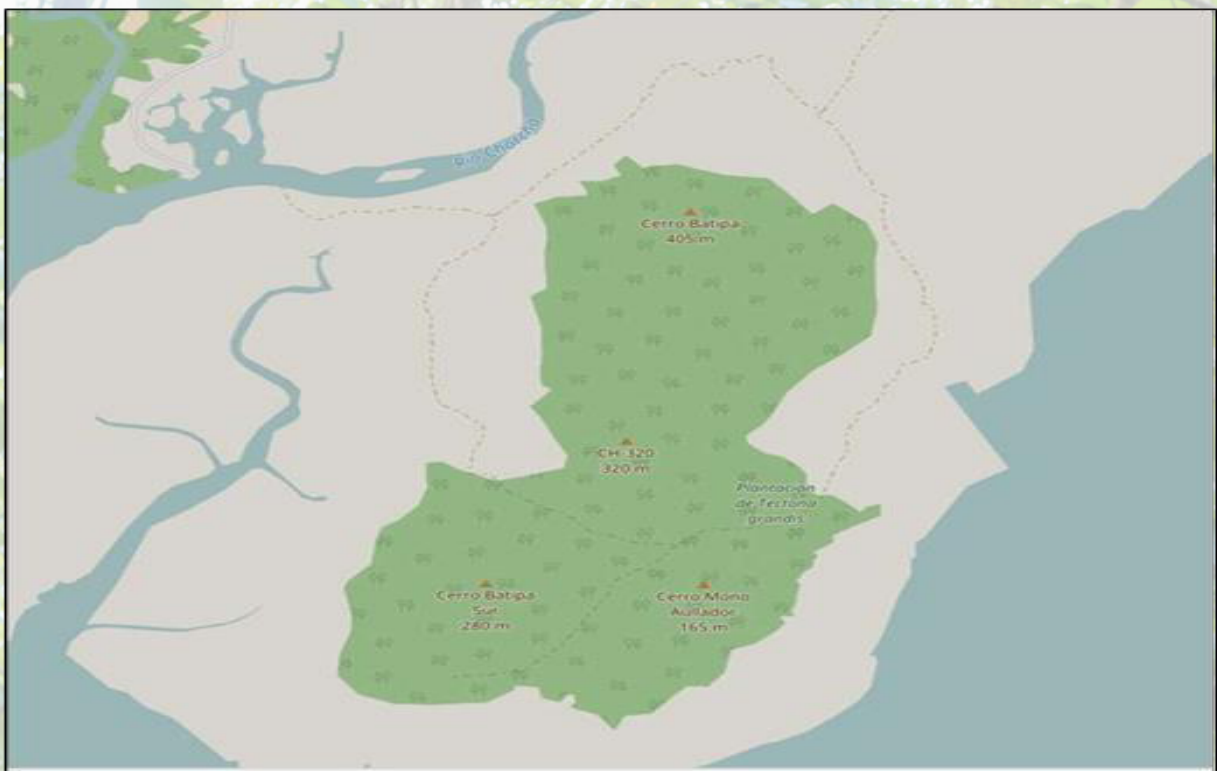 Río Chorcha
Cerro Batipa
405 m
CH-320
320 m
Plantación
de Tectona
grandis
Cerro Batipa
Sur
280 m
Cerro Mono
Aullador
165 m